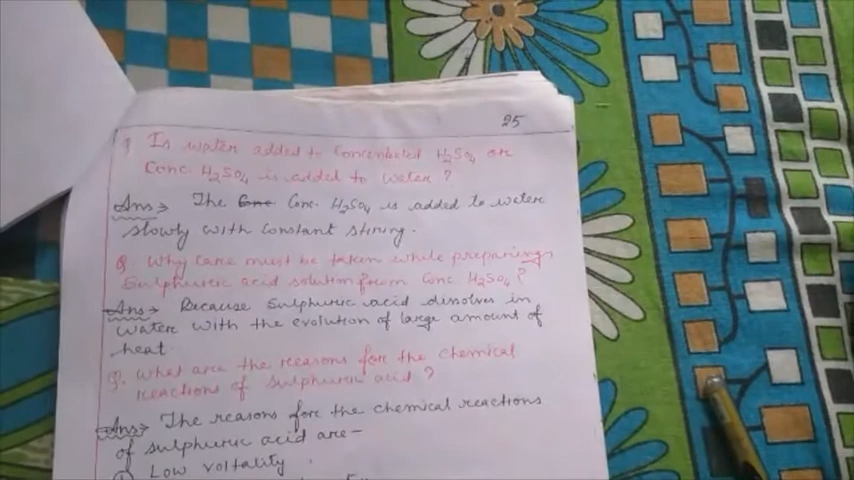 25
Q Is water added to concentrated H₂SO₄ or
Conc. H₂SO₄ is added to water?
Ans→ The Conc. H₂SO₄ is added to water
slowly with constant stiring.
Q. Why care must be taken while preparing
Sulphuric acid solution from Conc. H₂SO₄?
Ans→ Because Sulphuric acid dissolves in
water with the evolution of large amount of
heat.
Q. What are the reasons for the chemical
reactions of sulphuric acid?
Ans→ The reasons for the chemical reactions
of sulphuric acid are—
① Low voltality